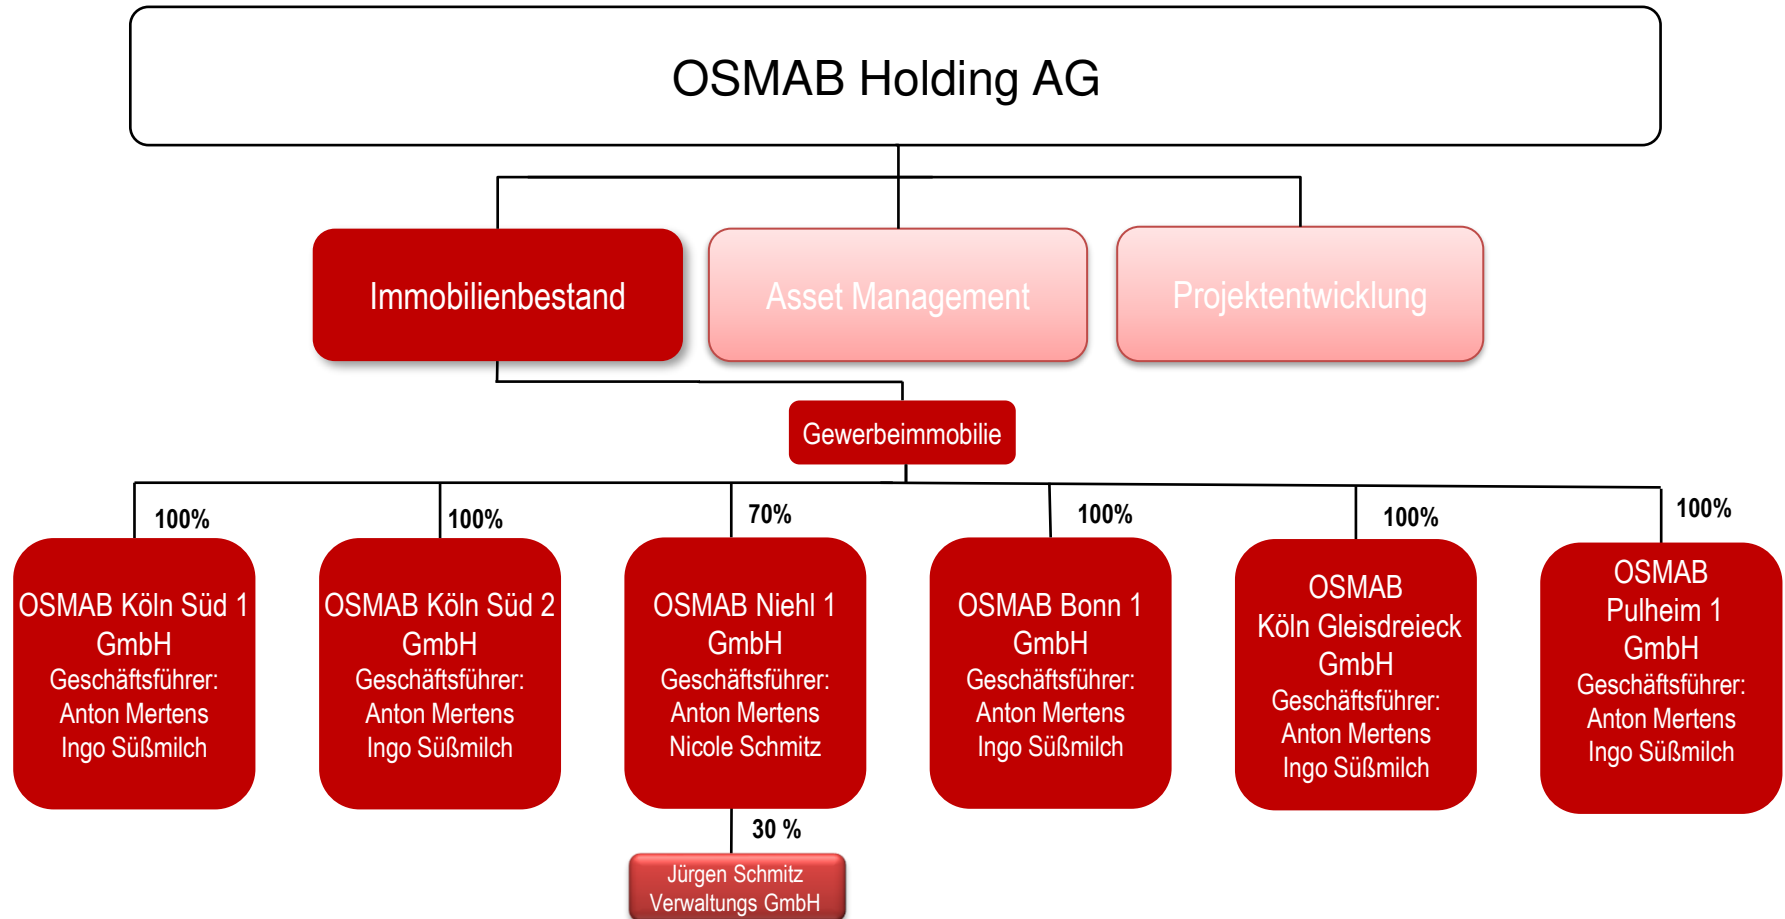 OSMAB Holding AG
Immobilienbestand
Asset Management
Projektentwicklung
Gewerbeimmobilie
100%
100%
70%
100%
100%
100%
OSMAB Köln Süd 1
GmbH
Geschäftsführer:
Anton Mertens
Ingo Süßmilch
OSMAB Köln Süd 2
GmbH
Geschäftsführer:
Anton Mertens
Ingo Süßmilch
OSMAB Niehl 1
GmbH
Geschäftsführer:
Anton Mertens
Nicole Schmitz
OSMAB Bonn 1
GmbH
Geschäftsführer:
Anton Mertens
Ingo Süßmilch
OSMAB
Köln Gleisdreieck
GmbH
Geschäftsführer:
Anton Mertens
Ingo Süßmilch
OSMAB
Pulheim 1
GmbH
Geschäftsführer:
Anton Mertens
Ingo Süßmilch
30 %
Jürgen Schmitz
Verwaltungs GmbH